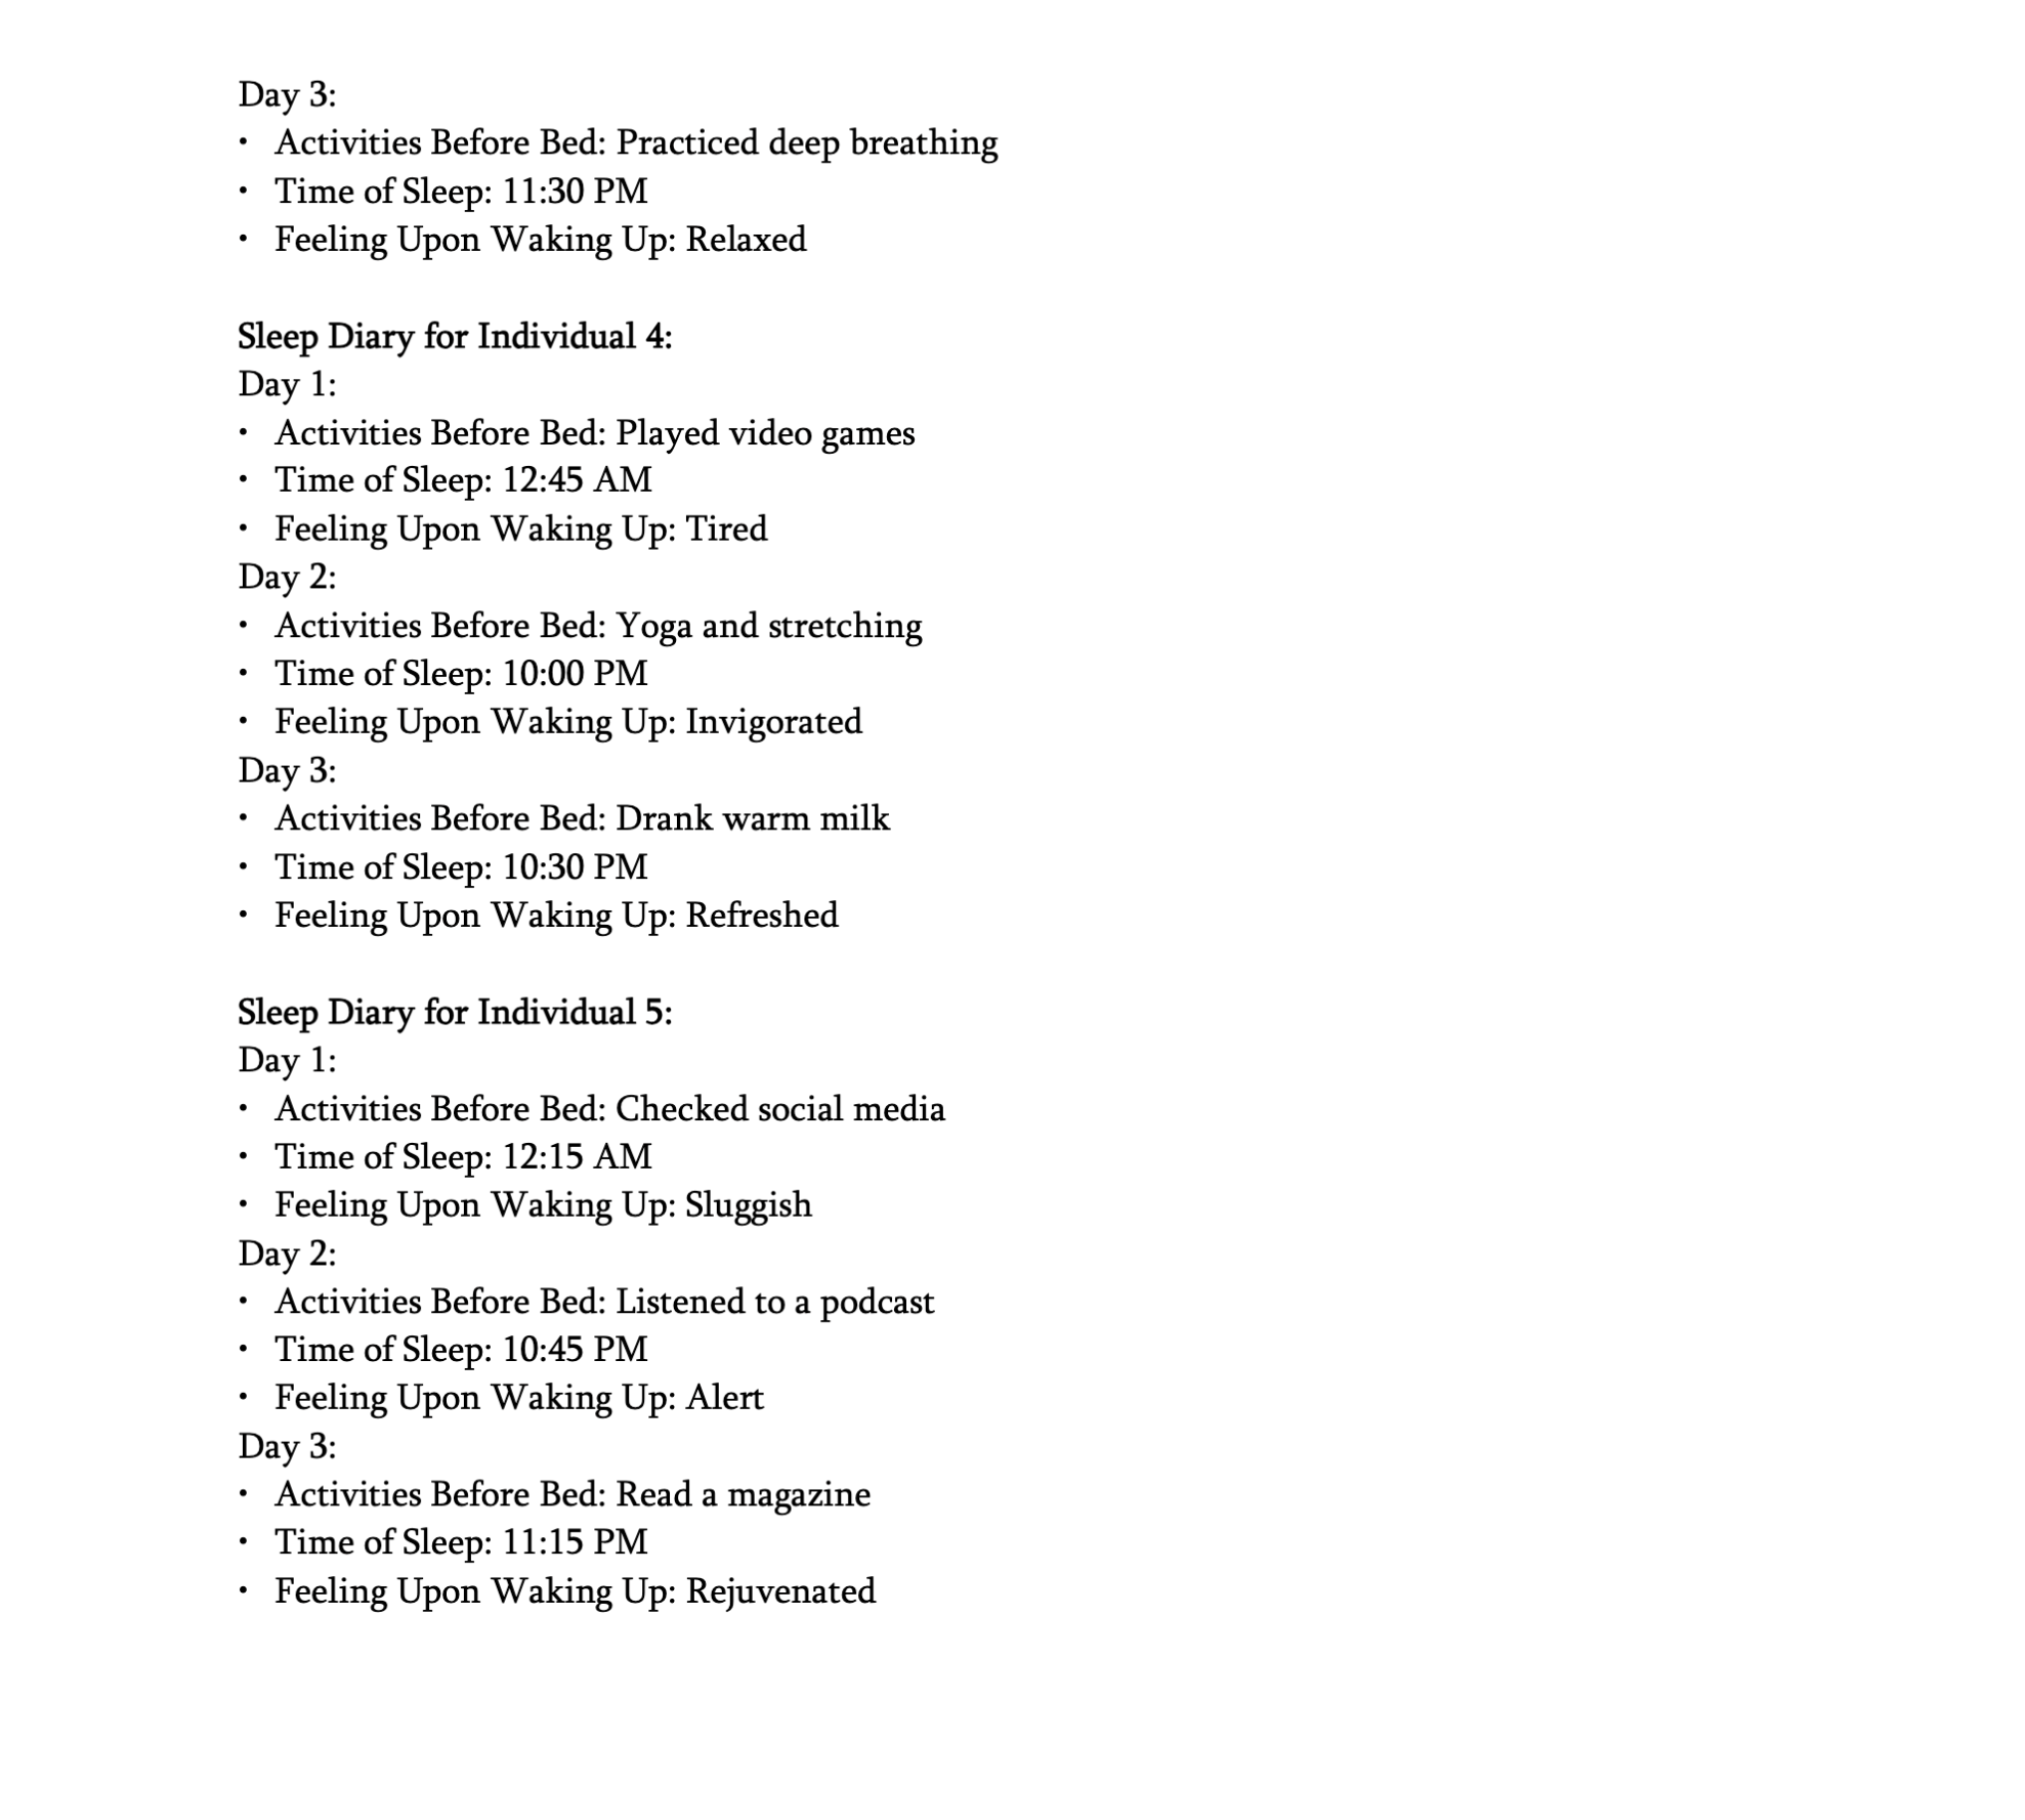 Day 3:
• Activities Before Bed: Practiced deep breathing
• Time of Sleep: 11:30 PM
• Feeling Upon Waking Up: Relaxed
Sleep Diary for Individual 4:
Day 1:
• Activities Before Bed: Played video games
• Time of Sleep: 12:45 AM
• Feeling Upon Waking Up: Tired
Day 2:
• Activities Before Bed: Yoga and stretching
• Time of Sleep: 10:00 PM
• Feeling Upon Waking Up: Invigorated
Day 3:
• Activities Before Bed: Drank warm milk
• Time of Sleep: 10:30 PM
• Feeling Upon Waking Up: Refreshed
Sleep Diary for Individual 5:
Day 1:
• Activities Before Bed: Checked social media
• Time of Sleep: 12:15 AM
• Feeling Upon Waking Up: Sluggish
Day 2:
• Activities Before Bed: Listened to a podcast
• Time of Sleep: 10:45 PM
• Feeling Upon Waking Up: Alert
Day 3:
• Activities Before Bed: Read a magazine
• Time of Sleep: 11:15 PM
• Feeling Upon Waking Up: Rejuvenated